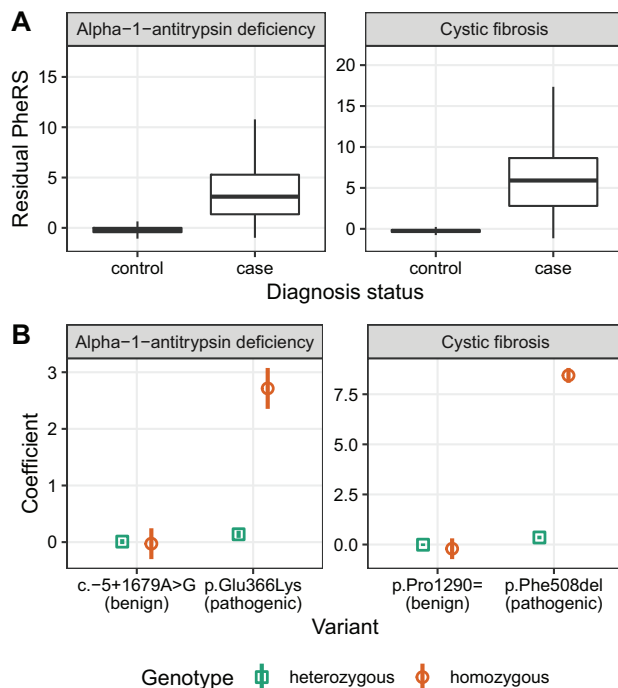 A
Alpha−1−antitrypsin deficiency
Cystic fibrosis
Residual PheRS
15
10
5
0
20
15
10
5
0
control
case
control
case
Diagnosis status
B
Alpha−1−antitrypsin deficiency
Cystic fibrosis
Coefficient
3
2
1
0
7.5
5.0
2.5
0.0
c.−5+1679A>G
(benign)
p.Glu366Lys
(pathogenic)
p.Pro1290=
(benign)
p.Phe508del
(pathogenic)
Variant
Genotype
heterozygous
homozygous